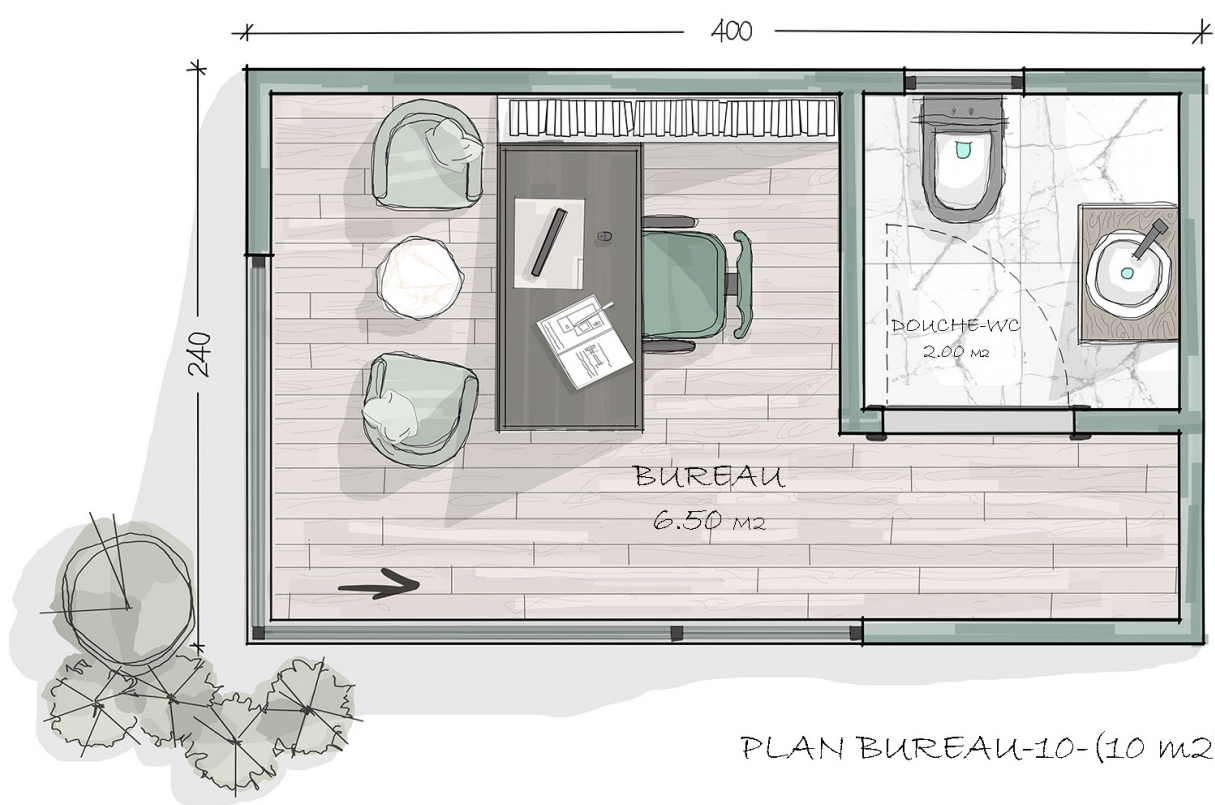 400
240
DOUCHE-WC
2.00 M2
BUREAU
6.50 M2
PLAN BUREAU-10-(10 m2